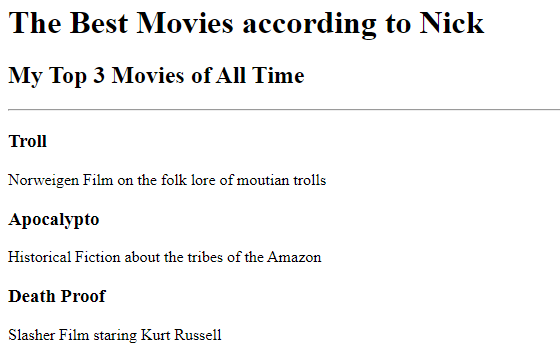 The Best Movies according to Nick
My Top 3 Movies of All Time
Troll
Norweigen Film on the folk lore of moutian trolls
Apocalypto
Historical Fiction about the tribes of the Amazon
Death Proof
Slasher Film staring Kurt Russell